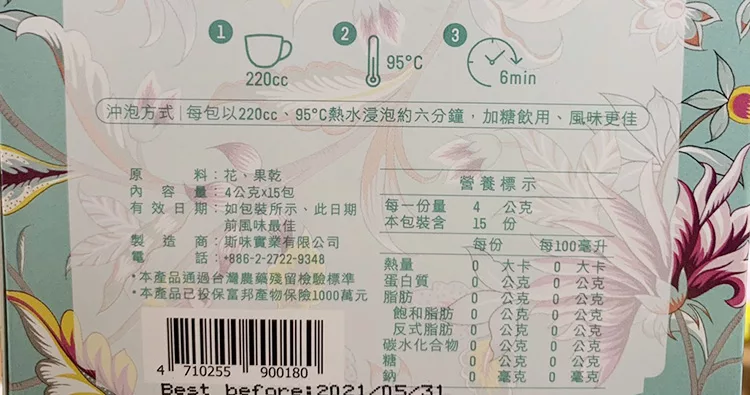 1 2 3
220cc 95°C 6min
沖泡方式|每包以220cc、95°C熱水浸泡約六分鐘，加糖飲用、風味更佳
原料：花、果乾
內容量：4公克x15包
有效日期：如包裝所示、此日期
前風味最佳
製造商：斯味實業有限公司
電話：+886-2-2722-9348
*本產品通過台灣農藥殘留檢驗標準
*本產品己投保富邦產物保險1000萬元
營養標示
每一份量 4 公克
本包裝含 15 份
每份 每100毫升
熱量 0 大卡 0 大卡
蛋白質 0 公克 0 公克
脂肪 0 公克 0 公克
飽和脂肪 0 公克 0 公克
反式脂肪 0 公克 0 公克
碳水化合物 0 公克 0 公克
糖 0 公克 0 公克
鈉 0 毫克 0 毫克
4 710255 900180
Best before:2021/05/31